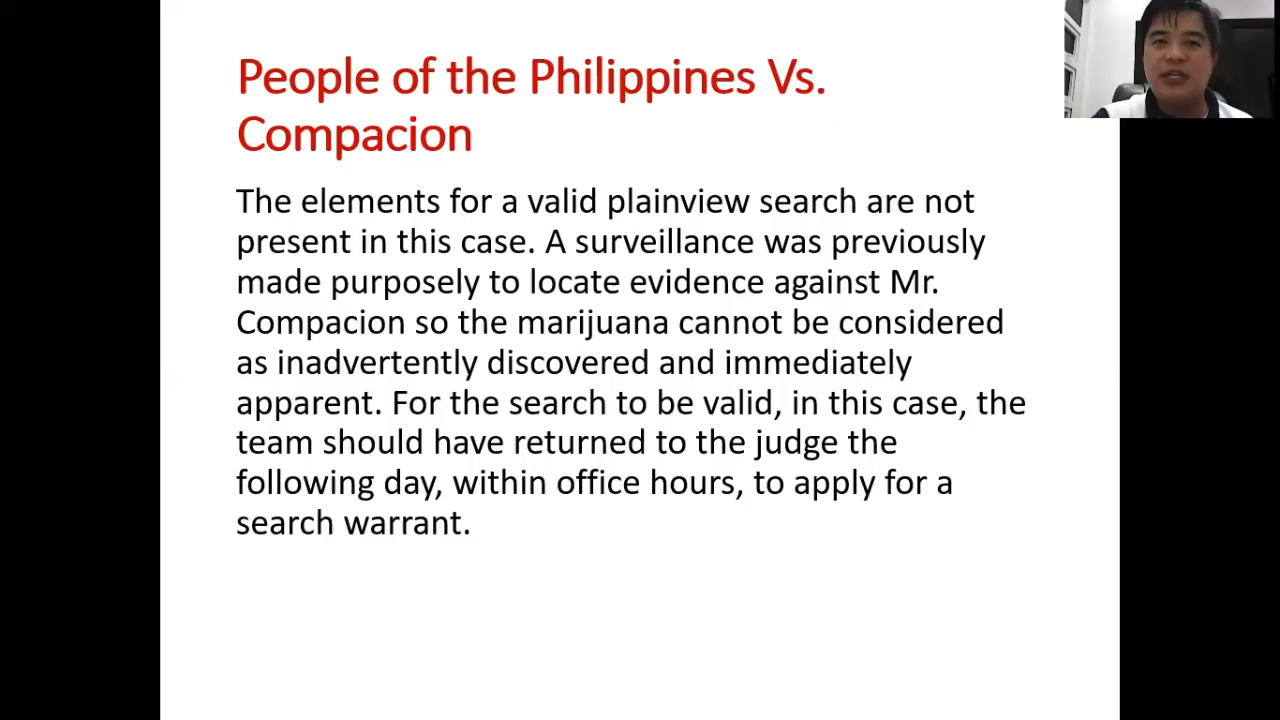 People of the Philippines Vs.
Compacion
The elements for a valid plainview search are not
present in this case. A surveillance was previously
made purposely to locate evidence against Mr.
Compacion so the marijuana cannot be considered
as inadvertently discovered and immediately
apparent. For the search to be valid, in this case, the
team should have returned to the judge the
following day, within office hours, to apply for a
search warrant.